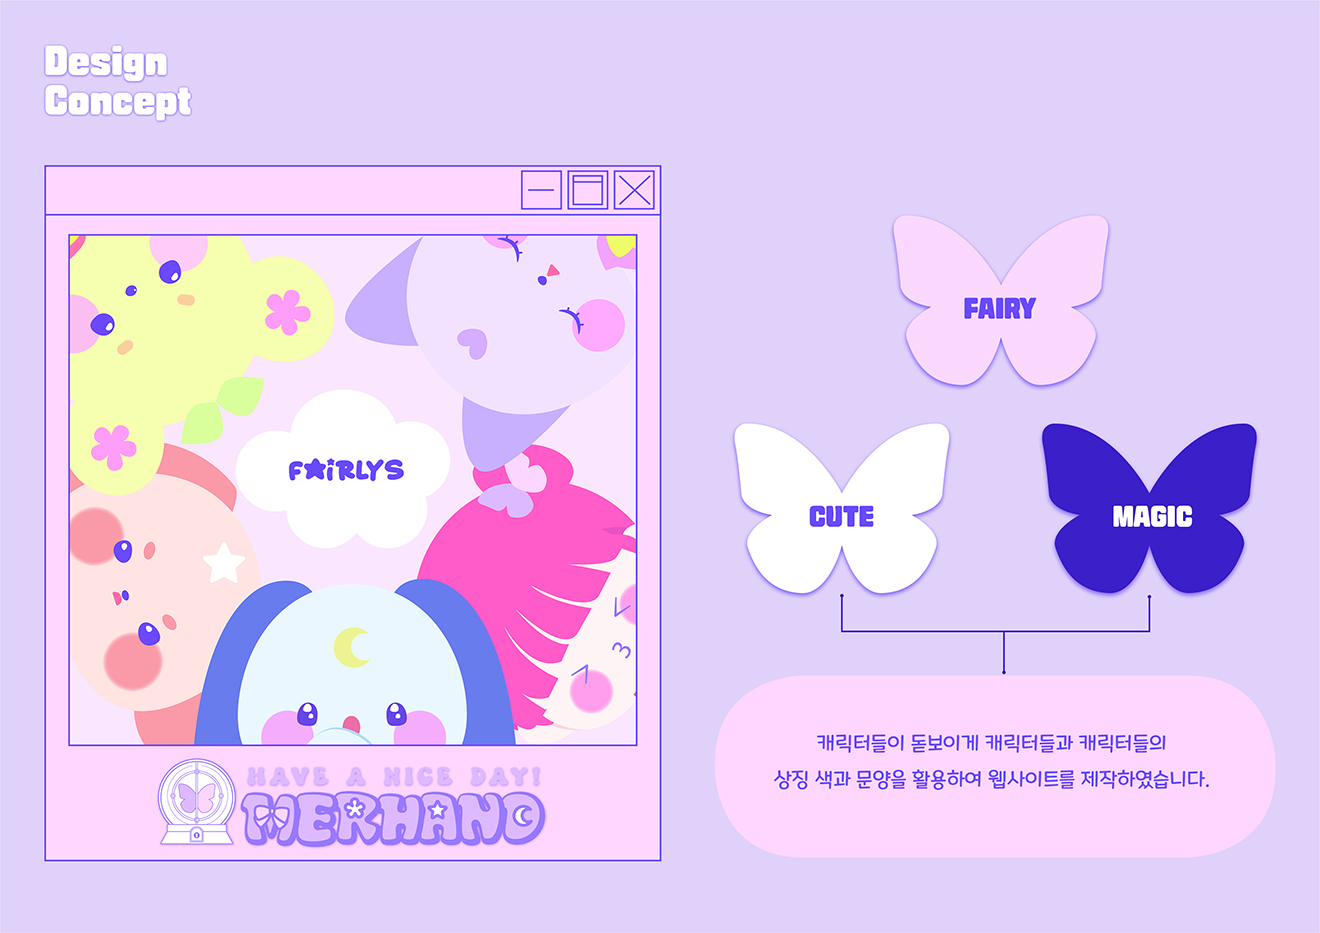 Design
Concept
FAiRLYS
HAVE A NICE DAY!
MERHAND
FAIRY
CUTE
MAGIC
캐릭터들이 돋보이게 캐릭터들과 캐릭터들의
상징 색과 문양을 활용하여 웹사이트를 제작하였습니다.